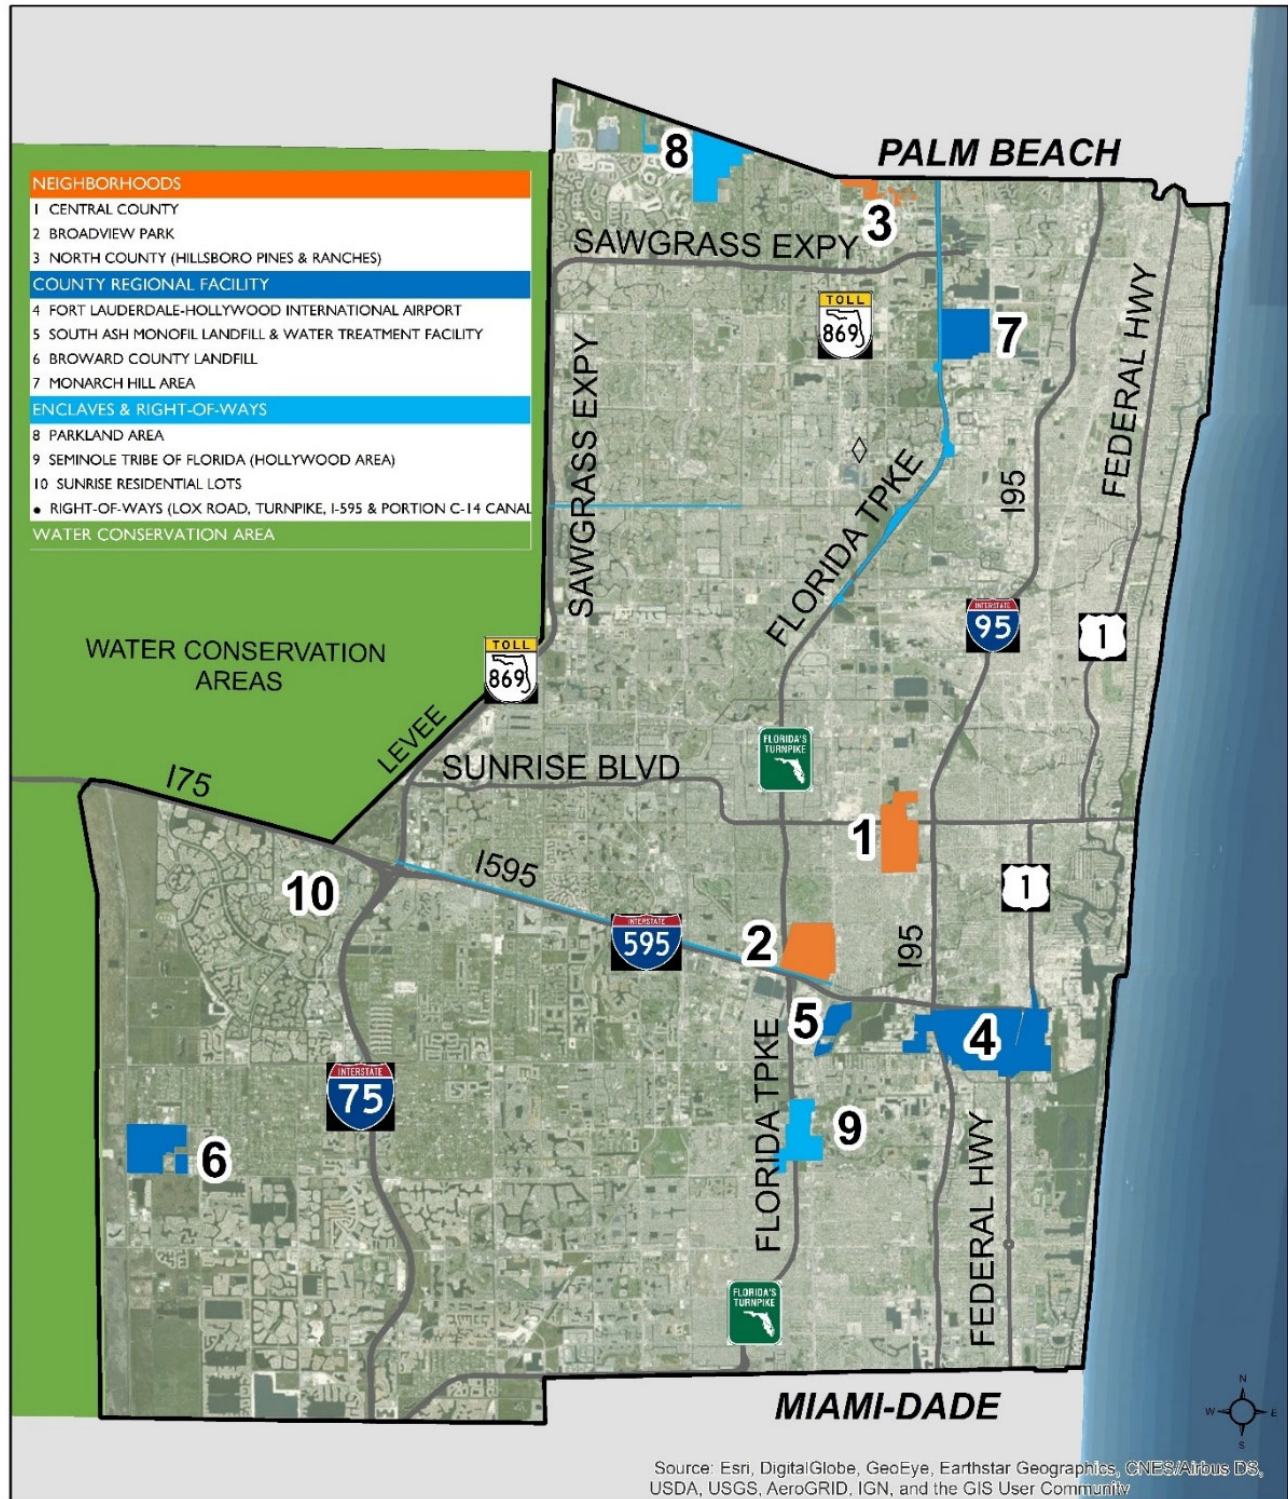 PALM BEACH
NEIGHBORHOODS
1 CENTRAL COUNTY
2 BROADVIEW PARK
3 NORTH COUNTY (HILLSBORO PINES & RANCHES)
COUNTY REGIONAL FACILITY
4 FORT LAUDERDALE-HOLLYWOOD INTERNATIONAL AIRPORT
5 SOUTH ASH MONOFIL LANDFILL & WATER TREATMENT FACILITY
6 BROWARD COUNTY LANDFILL
7 MONARCH HILL AREA
ENCLAVES & RIGHT-OF-WAYS
8 PARKLAND AREA
9 SEMINOLE TRIBE OF FLORIDA (HOLLYWOOD AREA)
10 SUNRISE RESIDENTIAL LOTS
• RIGHT-OF-WAYS (LOX ROAD, TURNPIKE, I-595 & PORTION C-14 CANAL
WATER CONSERVATION AREA
8
3
SAWGRASS EXPY
TOLL
869
7
SAWGRASS EXPY
FEDERAL HWY
I95
FLORIDA TPKE
INTERSTATE
95
1
WATER CONSERVATION
AREAS
TOLL
869
LEVEE
I75
SUNRISE BLVD
FLORIDA'S
TURNPIKE
1
1
10
I595
INTERSTATE
595
2
I95
5
4
FLORIDA TPKE
INTERSTATE
75
6
9
FEDERAL HWY
FLORIDA'S
TURNPIKE
MIAMI-DADE
N
W
E
S
Source: Esri, DigitalGlobe, GeoEye, Earthstar Geographics, CNES/Airbus DS,
USDA, USGS, AeroGRID, IGN, and the GIS User Community